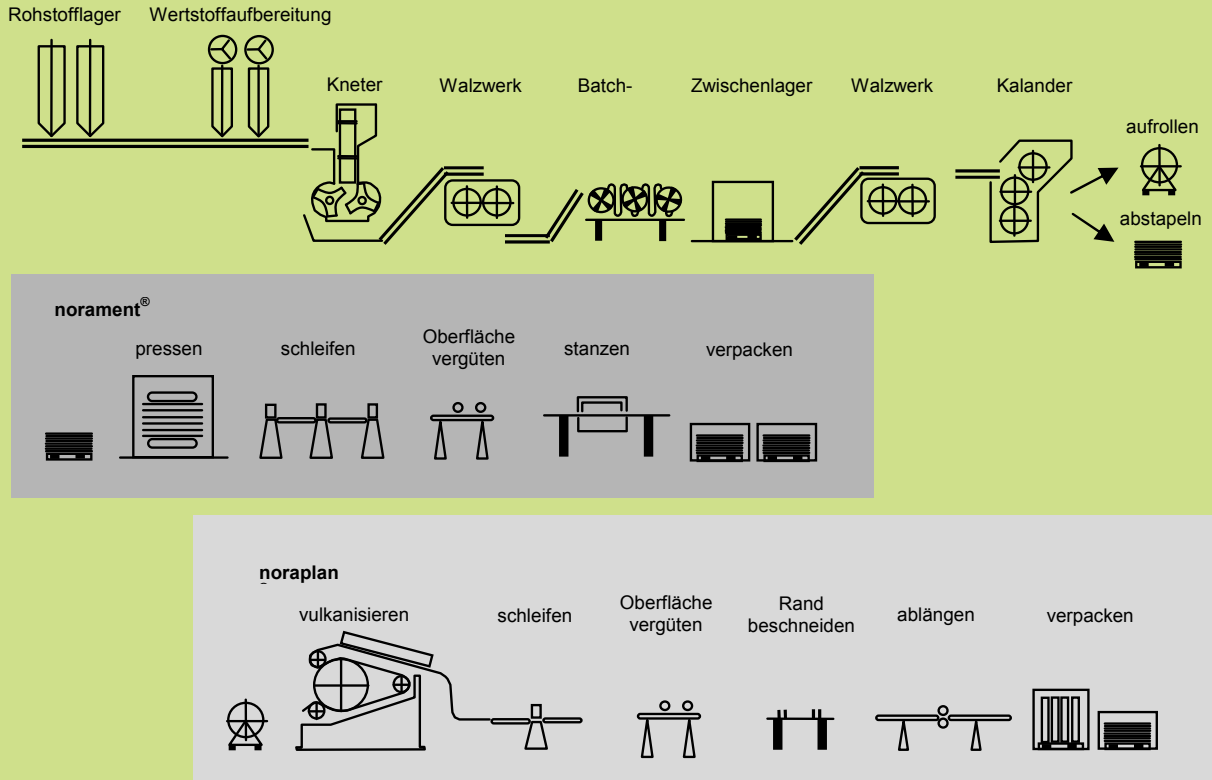 Rohstofflager
Wertstoffaufbereitung
Kneter
Walzwerk
Batch-
Zwischenlager
Walzwerk
Kalander
aufrollen
abstapeln
norament®
pressen
schleifen
Oberfläche
vergüten
stanzen
verpacken
noraplan
vulkanisieren
schleifen
Oberfläche
vergüten
Rand
beschneiden
ablängen
verpacken